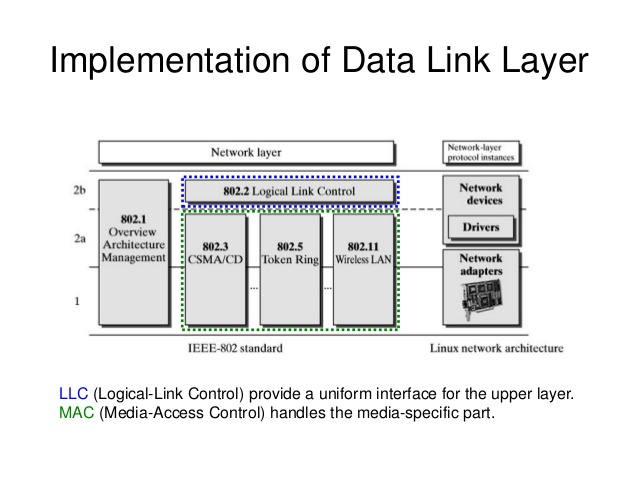 Implementation of Data Link Layer
Network layer
Network-layer
protocol instances
2b
802.2 Logical Link Control
Network
devices
802.1
Overview
Architecture
Management
2a
802.3
CSMA/CD
802.5
Token Ring
802.11
Wireless LAN
Drivers
Network
adapters
...
...
1
IEEE-802 standard
Linux network architecture
LLC (Logical-Link Control) provide a uniform interface for the upper layer.
MAC (Media-Access Control) handles the media-specific part.